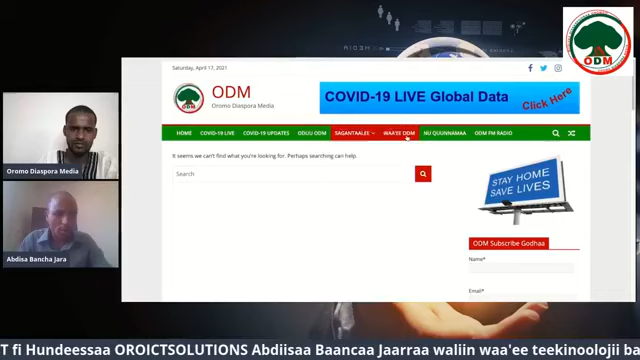 ODM
Saturday, April 17, 2021
ODM
ODM
Oromo Diaspora Media
COVID-19 LIVE Global Data
Click Here
HOME COVID-19 LIVE COVID-19 UPDATES ODUU ODM SAGANTAALEE WAA'EE ODM NU QUUNNAMAA ODM FM RADIO
It seems we can't find what you're looking for. Perhaps searching can help.
Search
STAY HOME
SAVE LIVES
ODM Subscribe Godhaa
Name*
Email*
Oromo Diaspora Media
Abdisa Bancha Jara
T fi Hundeessaa OROICTSOLUTIONS Abdiisaa Baancaa Jaarraa waliin waa'ee teekinoolojii ba